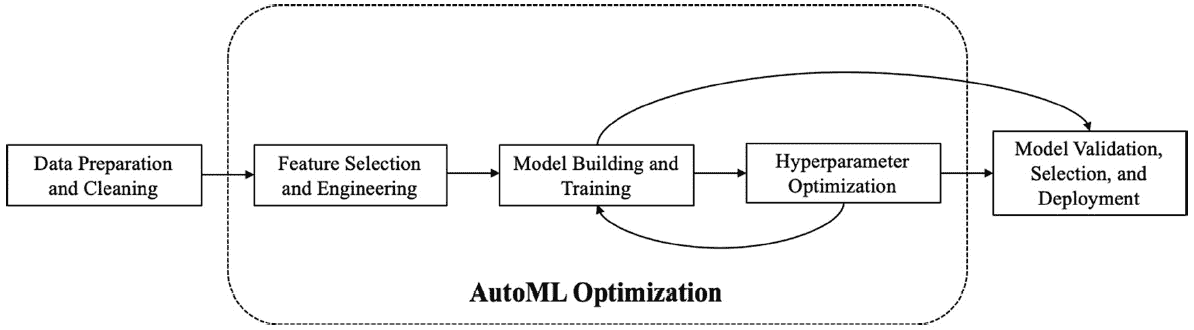 Data Preparation
and Cleaning
Feature Selection
and Engineering
Model Building and
Training
Hyperparameter
Optimization
Model Validation,
Selection, and
Deployment
AutoML Optimization